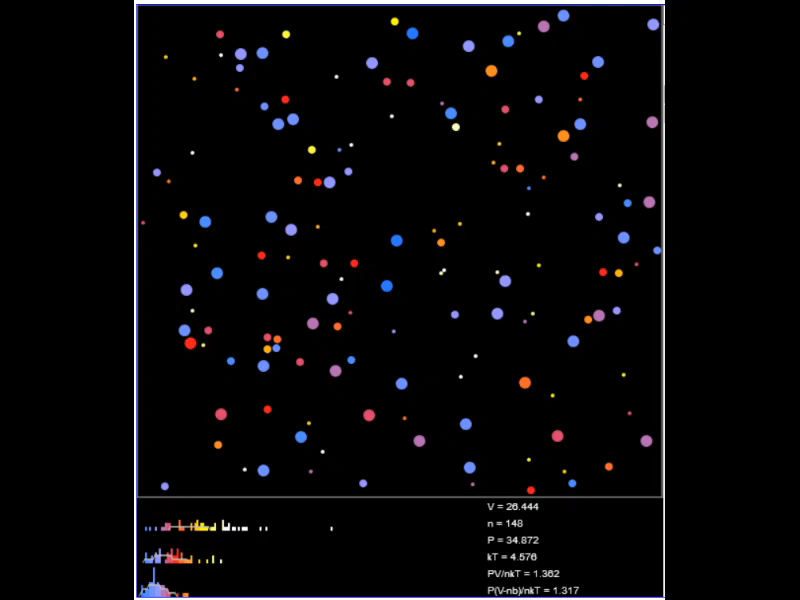 V = 26.444
n = 148
P = 34.872
kT = 4.576
PV/nkT = 1.362
P(V-nb)/nkT = 1.317